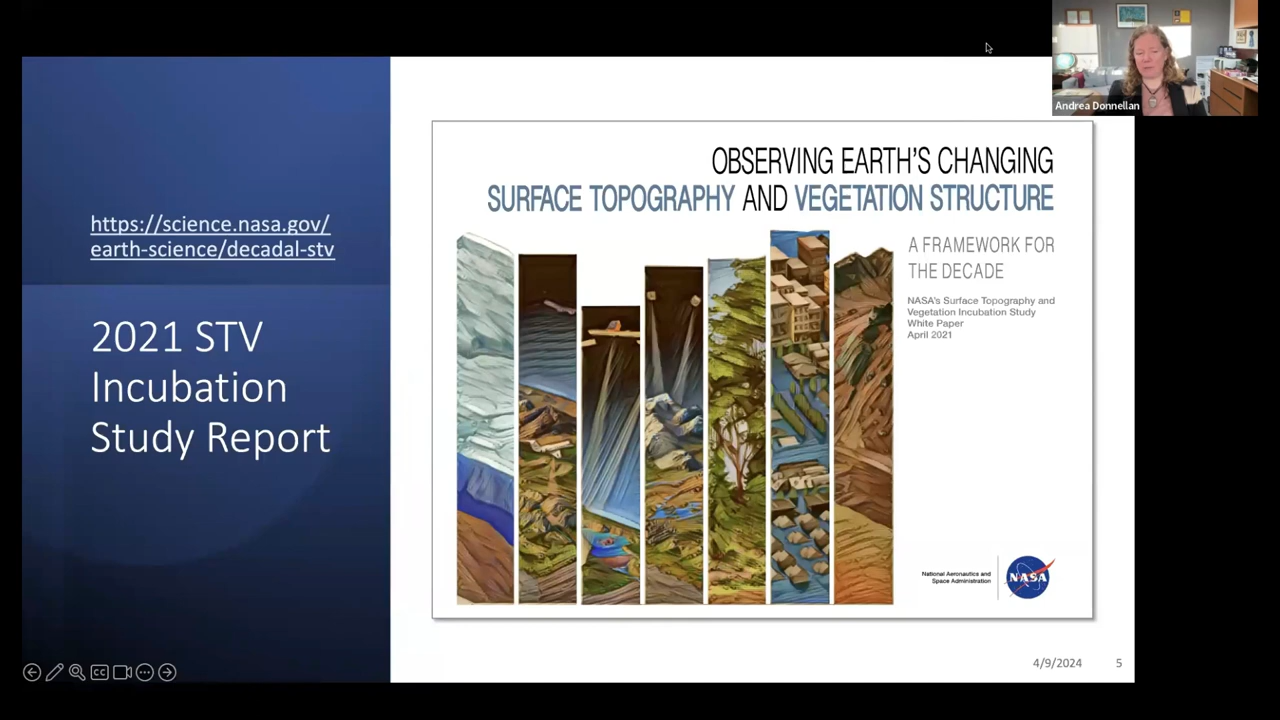 Andrea Donnellan
https://science.nasa.gov/
earth-science/decadal-stv
2021 STV
Incubation
Study Report
OBSERVING EARTH'S CHANGING
SURFACE TOPOGRAPHY AND VEGETATION STRUCTURE
A FRAMEWORK FOR
THE DECADE
NASA's Surface Topography and
Vegetation Incubation Study
White Paper
April 2021
National Aeronautics and
Space Administration
NASA
CC
4/9/2024 5